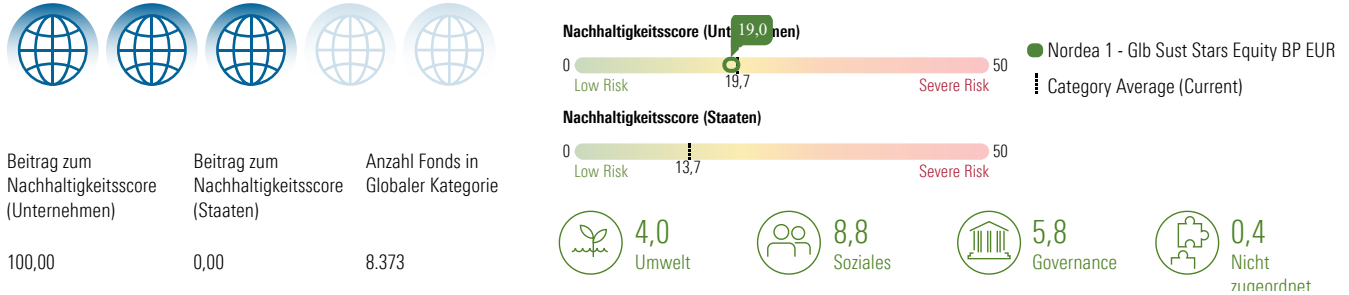 Beitrag zum
Nachhaltigkeitsscore
(Unternehmen)
100,00
Beitrag zum
Nachhaltigkeitsscore
(Staaten)
0,00
Anzahl Fonds in
Globaler Kategorie
8.373
Nachhaltigkeitsscore (Unt nen)
19,0
0
50
Low Risk
19,7
Severe Risk
Nachhaltigkeitsscore (Staaten)
0
50
Low Risk
13,7
Severe Risk
Nordea 1 - Glb Sust Stars Equity BP EUR
Category Average (Current)
4,0
Umwelt
8,8
Soziales
5,8
Governance
0,4
Nicht
zugeordnet